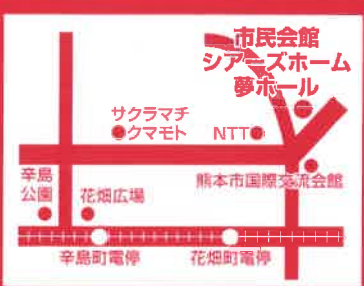 市民会館
シアーズホーム
夢ホール
サクラマチ
クマモト
NTT
辛島
公園
花畑広場
熊本市国際交流会館
辛島町電停
花畑町電停